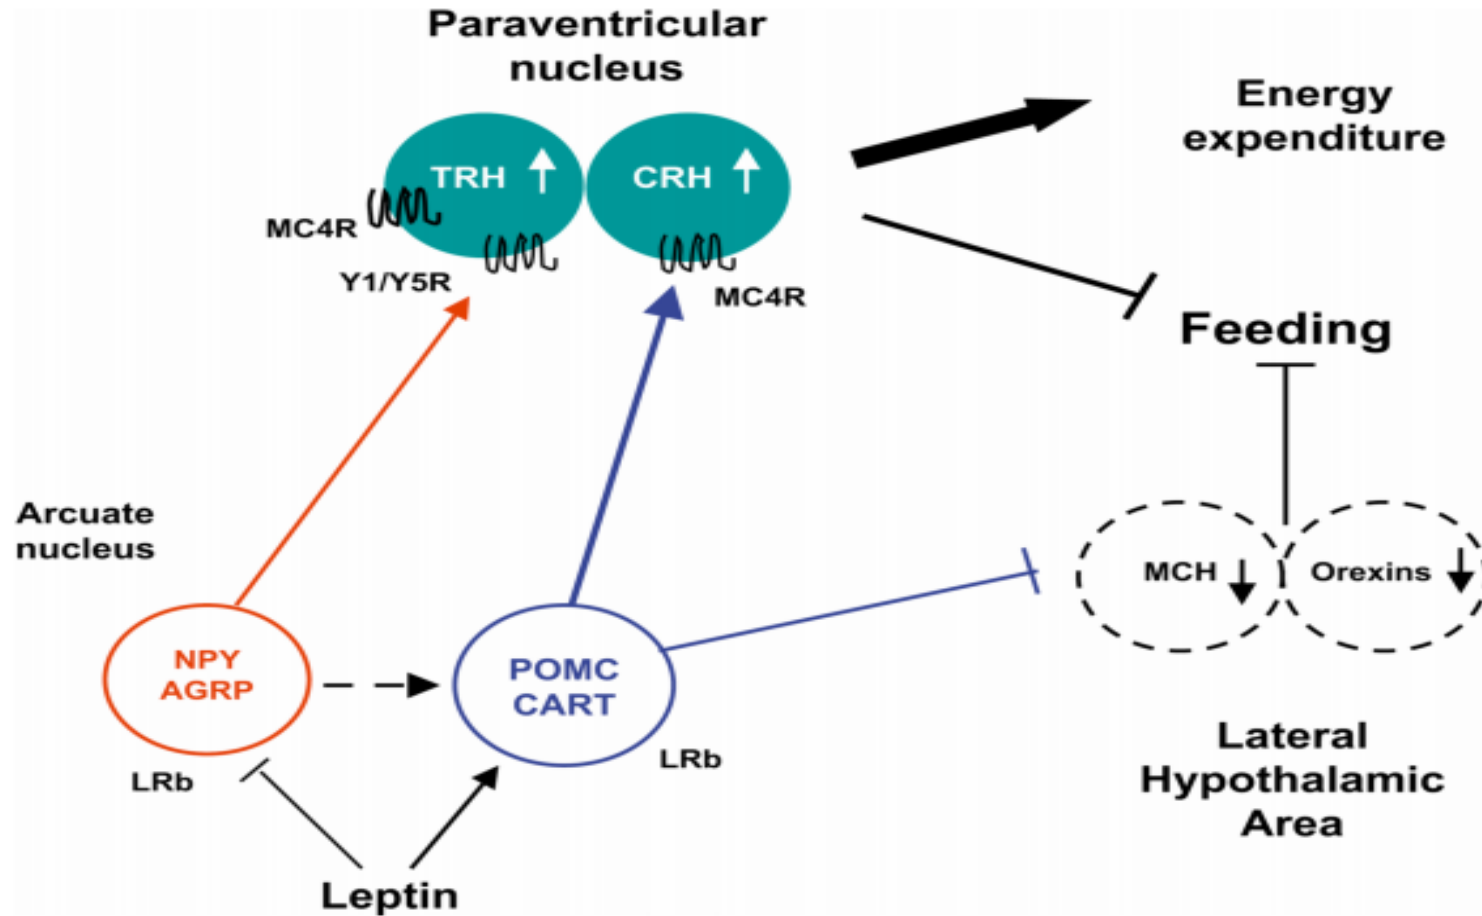 Paraventricular
nucleus
Energy
expenditure
TRH
CRH
MC4R
Y1/Y5R
MC4R
Feeding
Arcuate
nucleus
MCH
Orexins
NPY
AGRP
POMC
CART
LRb
LRb
Lateral
Hypothalamic
Area
Leptin